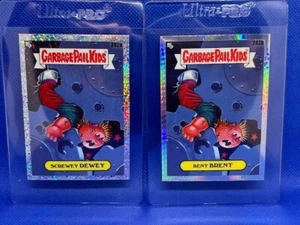 Ultra PRO
Ultra PRO
GARBAGE PAIL KIDS
GARBAGE PAIL KIDS
SCREWEY DEWEY
BENT BRENT